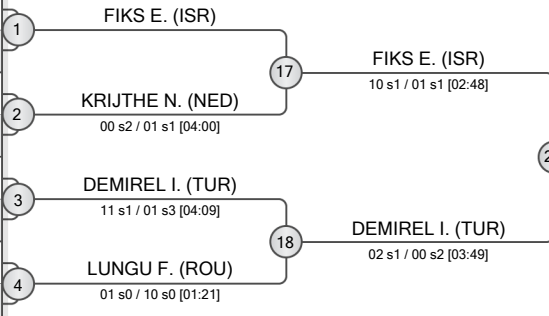 FIKS E. (ISR)
1
17
FIKS E. (ISR)
10 s1 / 01 s1 [02:48]
KRIJTHE N. (NED)
2
00 s2 / 01 s1 [04:00]
DEMIREL I. (TUR)
3
11 s1 / 01 s3 [04:09]
18
DEMIREL I. (TUR)
02 s1 / 00 s2 [03:49]
LUNGU F. (ROU)
4
01 s0 / 10 s0 [01:21]